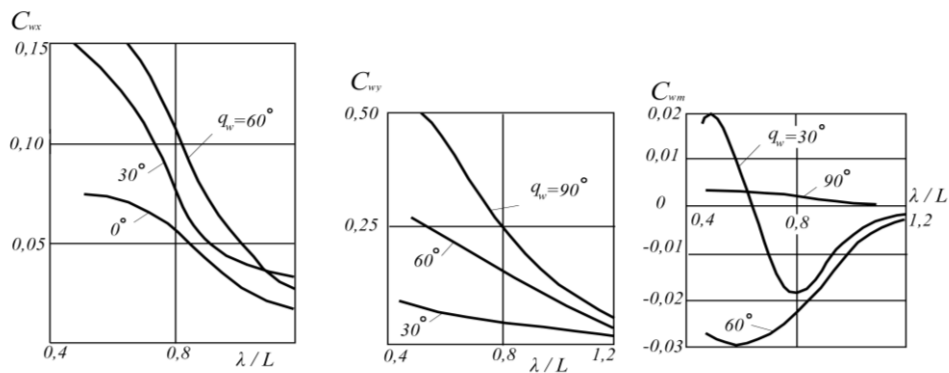 C_wx
0,15
0,10
0,05
0,4
0,8
λ/L
q_w=60°
30°
0°
C_wy
0,50
0,25
0,4
0,8
1,2
λ/L
q_w=90°
60°
30°
C_wm
0,02
0,01
0
-0,01
-0,02
-0,03
0,4
0,8
λ/L
1,2
q_w=30°
90°
60°